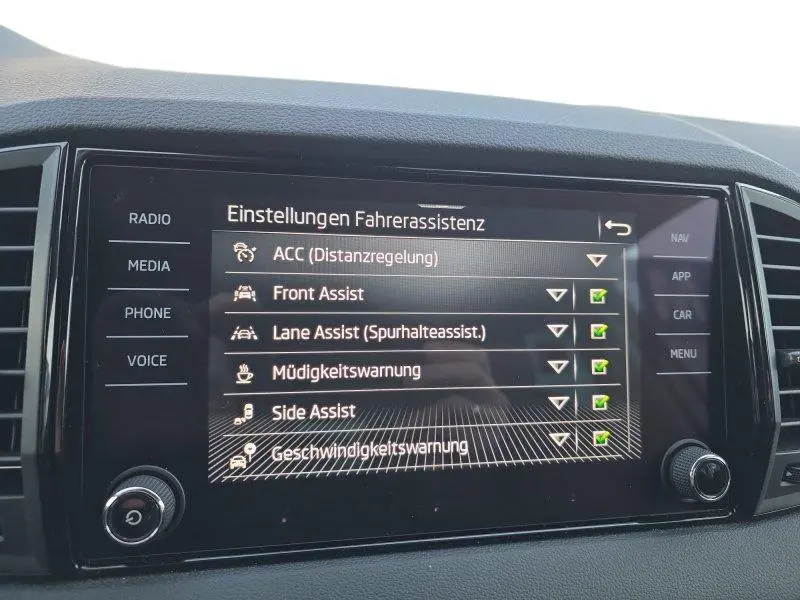 RADIO
MEDIA
PHONE
VOICE
Einstellungen Fahrerassistenz
ACC (Distanzregelung)
Front Assist
Lane Assist (Spurhalteassist.)
Müdigkeitswarnung
Side Assist
Geschwindigkeitswarnung
NAV
APP
CAR
MENU